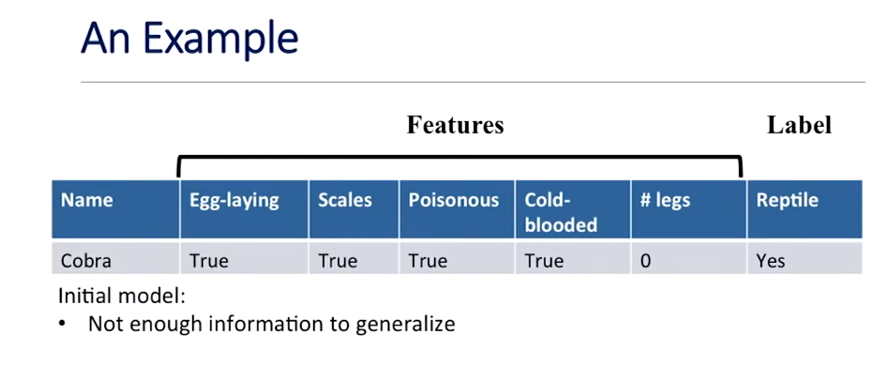 An Example
Features Label
Name Egg-laying Scales Poisonous Cold-blooded # legs Reptile
Cobra True True True True 0 Yes
Initial model:
• Not enough information to generalize